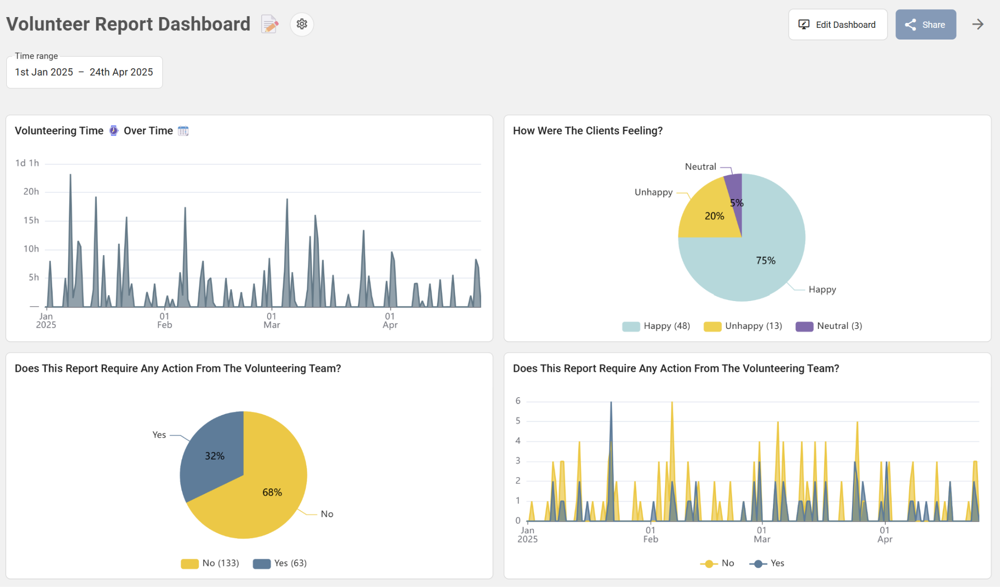 Volunteer Report Dashboard
Edit Dashboard
Share
Time range
1st Jan 2025 – 24th Apr 2025
Volunteering Time Over Time
1d 1h
20h
15h
10h
5h
—
Jan 2025
01 Feb
01 Mar
01 Apr
How Were The Clients Feeling?
Neutral
Unhappy
5%
20%
75%
Happy
Happy (48)
Unhappy (13)
Neutral (3)
Does This Report Require Any Action From The Volunteering Team?
Yes
32%
68%
No
No (133)
Yes (63)
Does This Report Require Any Action From The Volunteering Team?
6
5
4
3
2
1
0
Jan 2025
01 Feb
01 Mar
01 Apr
No
Yes